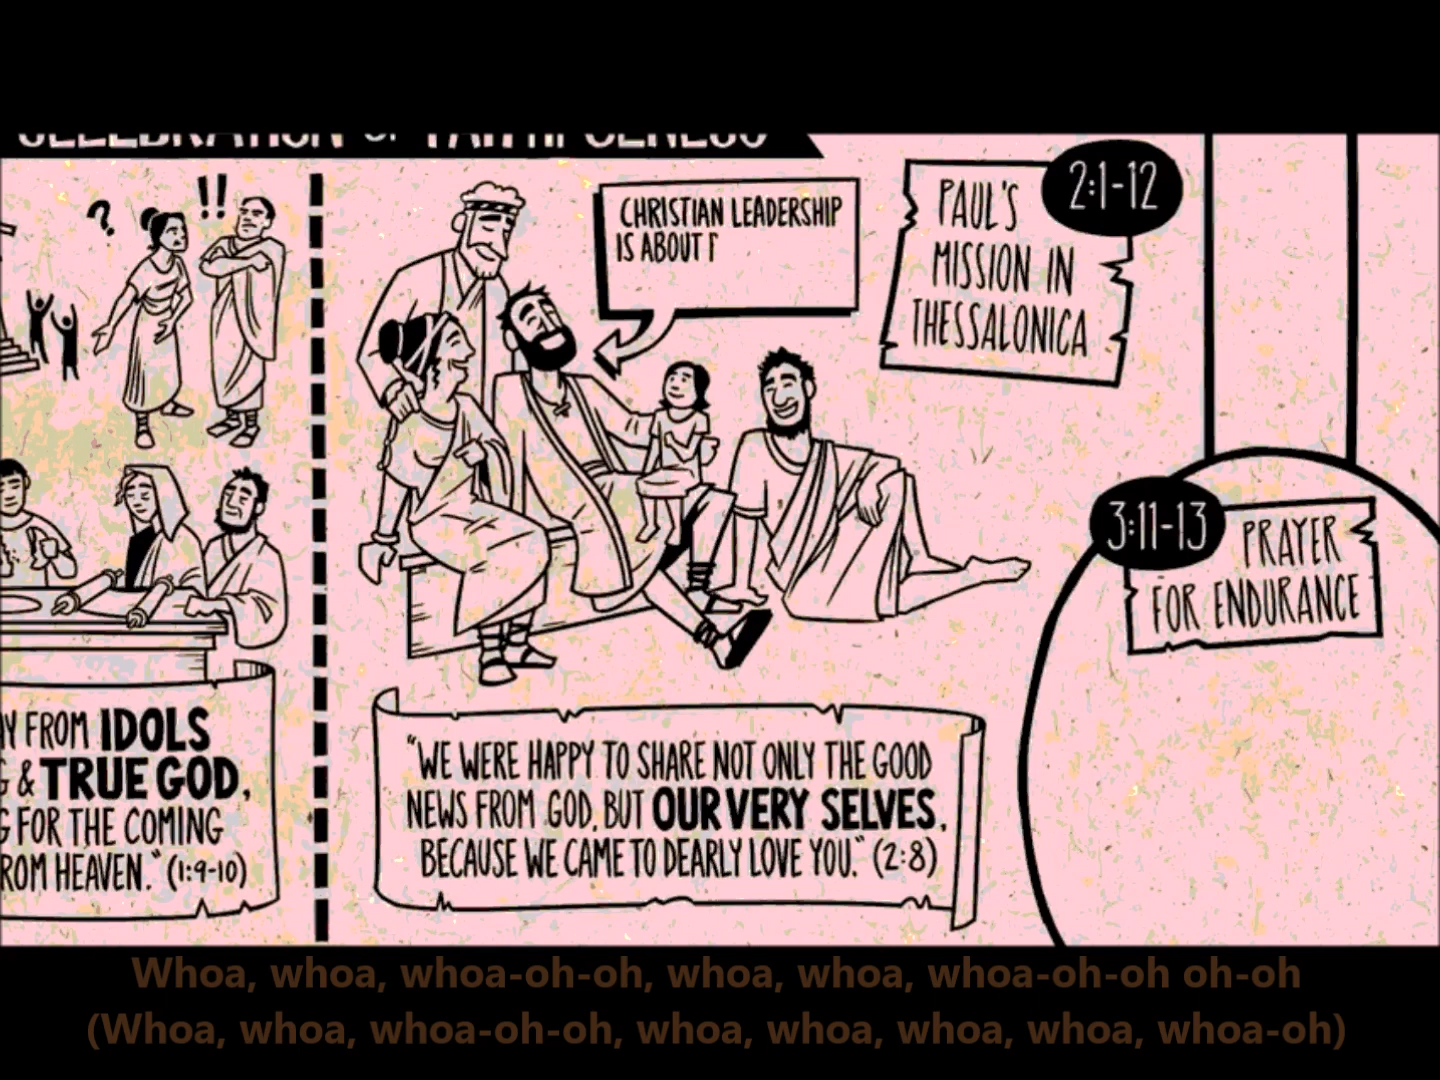 CELEBRATION OF FAITHFULNESS
? !!
CHRISTIAN LEADERSHIP
IS ABOUT
2:1-12
PAUL'S
MISSION IN
THESSALONICA
3:11-13
PRAYER
FOR ENDURANCE
FROM IDOLS
& TRUE GOD,
FOR THE COMING
FROM HEAVEN." (1:9-10)
"WE WERE HAPPY TO SHARE NOT ONLY THE GOOD
NEWS FROM GOD, BUT OUR VERY SELVES,
BECAUSE WE CAME TO DEARLY LOVE YOU." (2:8)
Whoa, whoa, whoa-oh-oh, whoa, whoa, whoa-oh-oh oh-oh
(Whoa, whoa, whoa-oh-oh, whoa, whoa, whoa, whoa, whoa-oh)